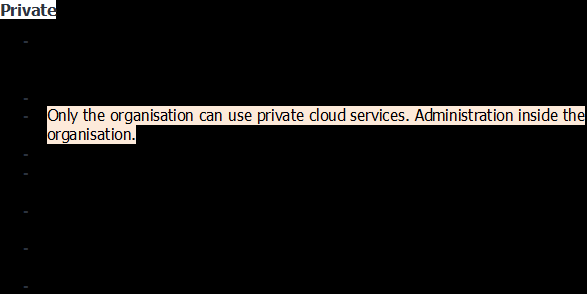 Private
-
-
-
Only the organisation can use private cloud services. Administration inside the
organisation.
-
-
-
-
-